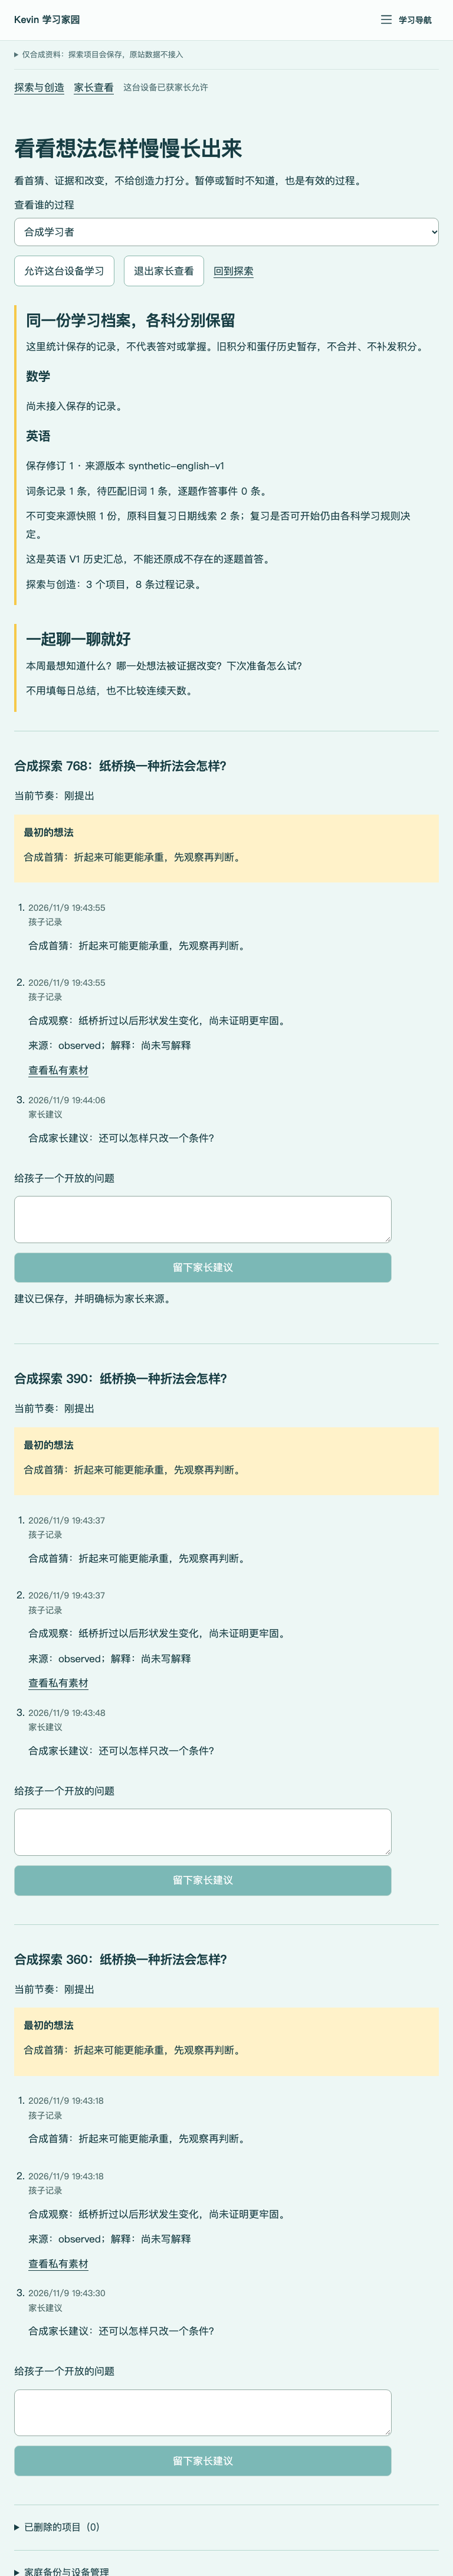 Kevin 学习家园
学习导航
▶ 仅合成资料：探索项目会保存，原站数据不接入
探索与创造 家长查看 这台设备已获家长允许
看看想法怎样慢慢长出来
看首猜、证据和改变，不给创造力打分。暂停或暂时不知道，也是有效的过程。
查看谁的过程
合成学习者
允许这台设备学习 退出家长查看 回到探索
同一份学习档案，各科分别保留
这里统计保存的记录，不代表答对或掌握。旧积分和蛋仔历史暂存，不合并、不补发积分。
数学
尚未接入保存的记录。
英语
保存修订 1 · 来源版本 synthetic-english-v1
词条记录 1 条，待匹配旧词 1 条，逐题作答事件 0 条。
不可变来源快照 1 份，原科目复习日期线索 2 条；复习是否可开始仍由各科学习规则决
定。
这是英语 V1 历史汇总，不能还原成不存在的逐题首答。
探索与创造：3 个项目，8 条过程记录。
一起聊一聊就好
本周最想知道什么？哪一处想法被证据改变？下次准备怎么试？
不用填每日总结，也不比较连续天数。
合成探索 768：纸桥换一种折法会怎样？
当前节奏：刚提出
最初的想法
合成首猜：折起来可能更能承重，先观察再判断。
1. 2026/11/9 19:43:55
孩子记录
合成首猜：折起来可能更能承重，先观察再判断。
2. 2026/11/9 19:43:55
孩子记录
合成观察：纸桥折过以后形状发生变化，尚未证明更牢固。
来源：observed；解释：尚未写解释
查看私有素材
3. 2026/11/9 19:44:06
家长建议
合成家长建议：还可以怎样只改一个条件？
给孩子一个开放的问题
留下家长建议
建议已保存，并明确标为家长来源。
合成探索 390：纸桥换一种折法会怎样？
当前节奏：刚提出
最初的想法
合成首猜：折起来可能更能承重，先观察再判断。
1. 2026/11/9 19:43:37
孩子记录
合成首猜：折起来可能更能承重，先观察再判断。
2. 2026/11/9 19:43:37
孩子记录
合成观察：纸桥折过以后形状发生变化，尚未证明更牢固。
来源：observed；解释：尚未写解释
查看私有素材
3. 2026/11/9 19:43:48
家长建议
合成家长建议：还可以怎样只改一个条件？
给孩子一个开放的问题
留下家长建议
合成探索 360：纸桥换一种折法会怎样？
当前节奏：刚提出
最初的想法
合成首猜：折起来可能更能承重，先观察再判断。
1. 2026/11/9 19:43:18
孩子记录
合成首猜：折起来可能更能承重，先观察再判断。
2. 2026/11/9 19:43:18
孩子记录
合成观察：纸桥折过以后形状发生变化，尚未证明更牢固。
来源：observed；解释：尚未写解释
查看私有素材
3. 2026/11/9 19:43:30
家长建议
合成家长建议：还可以怎样只改一个条件？
给孩子一个开放的问题
留下家长建议
▶ 已删除的项目（0）
▶ 家庭备份与设备管理